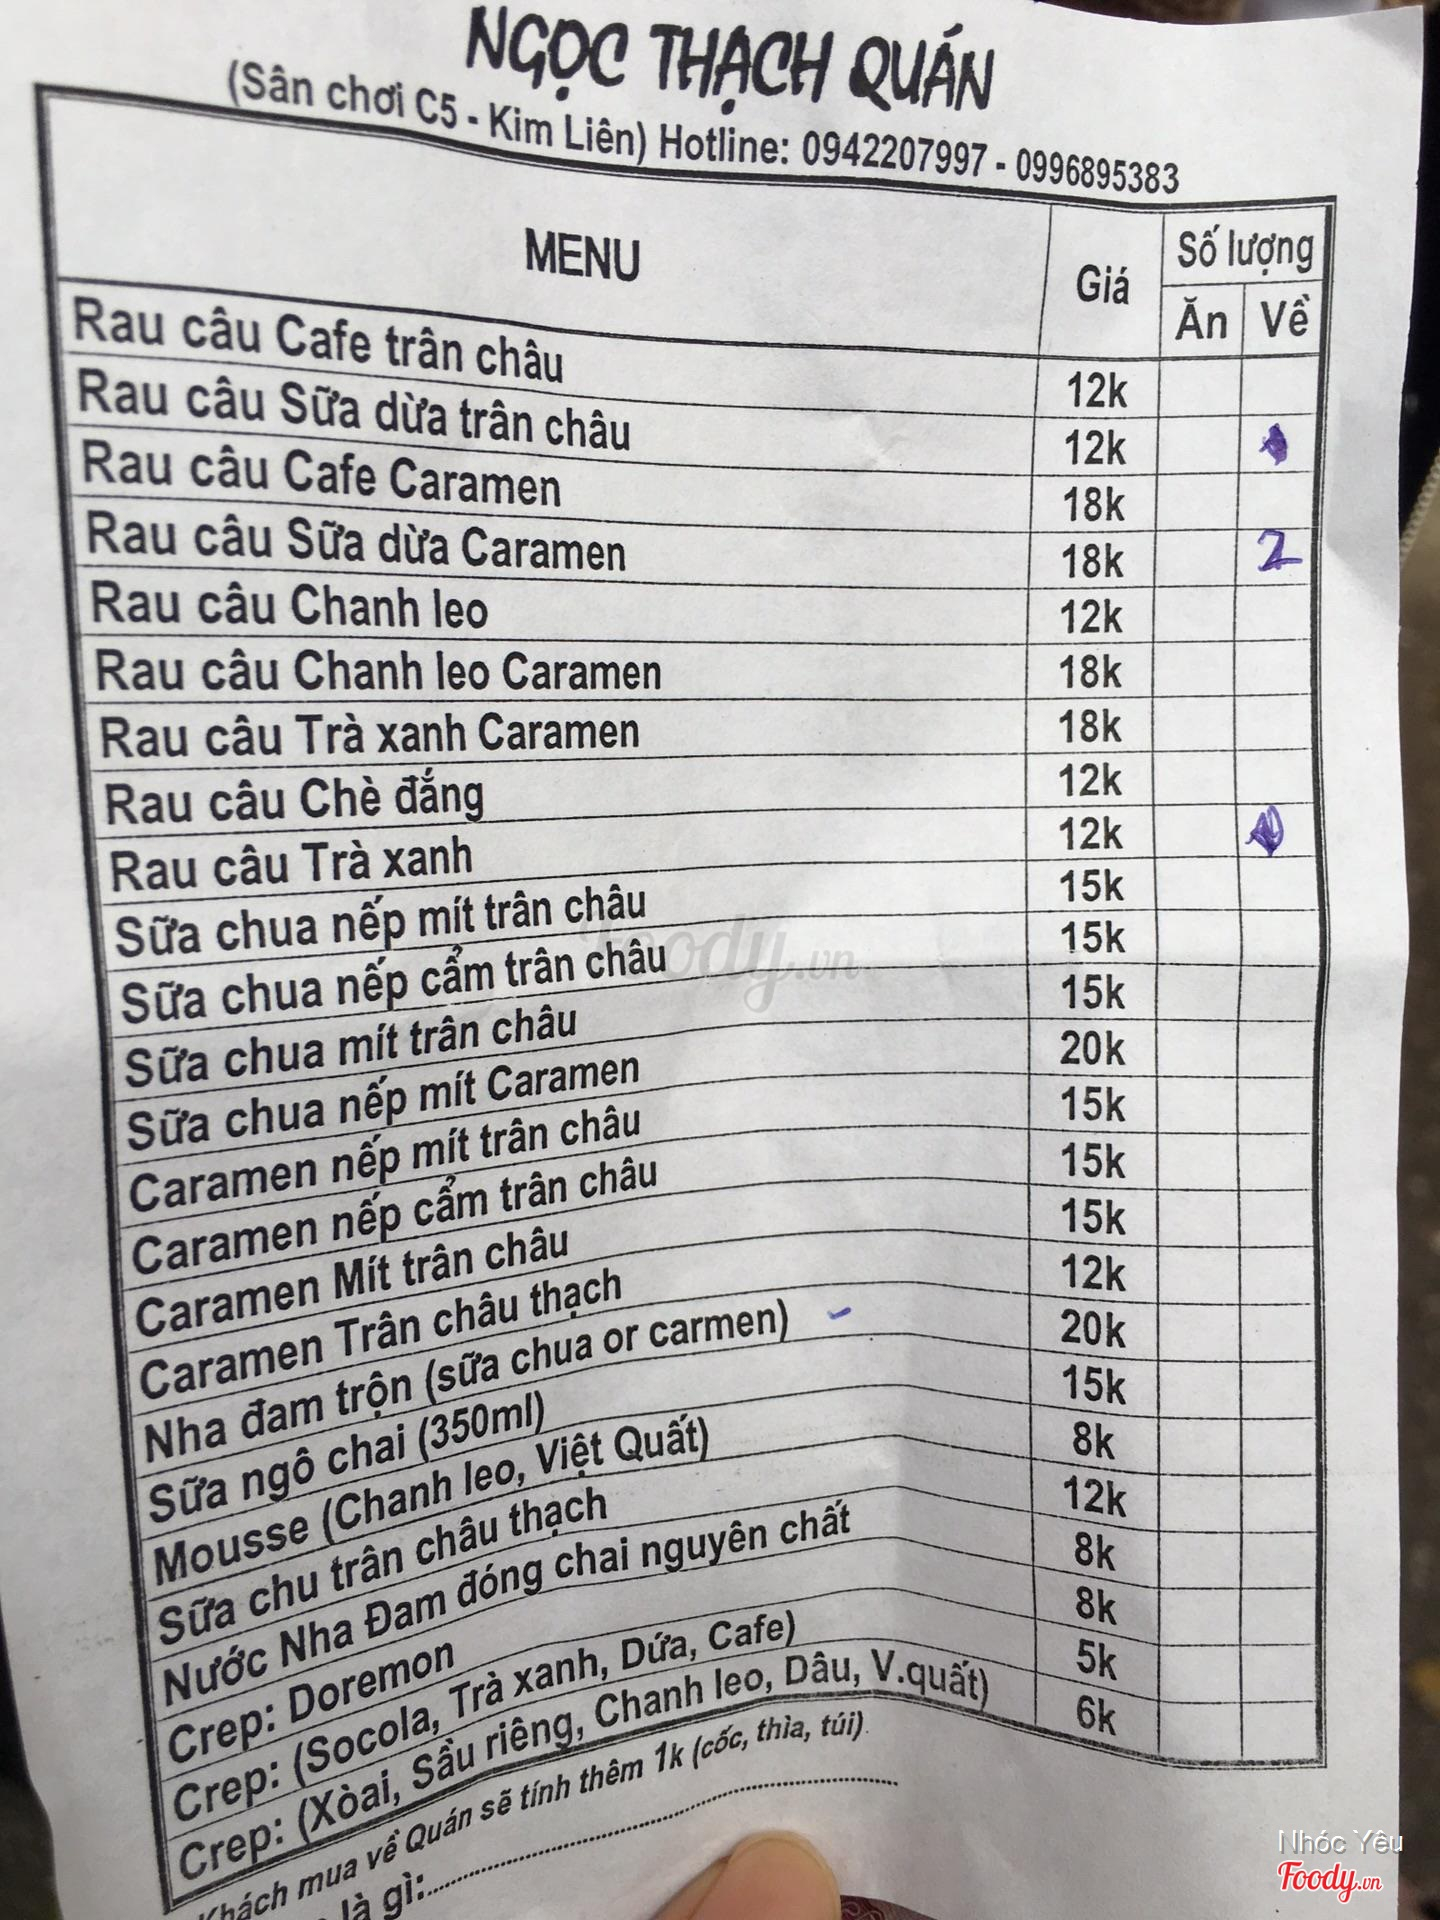 NGỌC THẠCH QUÁN
(Sân chơi C5 - Kim Liên) Hotline: 0942207997 - 0996895383
MENU Giá Số lượng
Ăn Về
Rau câu Cafe trân châu 12k
Rau câu Sữa dừa trân châu 12k
Rau câu Cafe Caramen 18k
Rau câu Sữa dừa Caramen 18k 2
Rau câu Chanh leo 12k
Rau câu Chanh leo Caramen 18k
Rau câu Trà xanh Caramen 18k
Rau câu Chè đắng 12k
Rau câu Trà xanh 12k
Sữa chua nếp mít trân châu 15k
Sữa chua nếp cẩm trân châu 15k
Sữa chua mít trân châu 15k
Sữa chua nếp mít Caramen 20k
Caramen nếp mít trân châu 15k
Caramen nếp cẩm trân châu 15k
Caramen Mít trân châu 15k
Caramen Trân châu thạch 12k
Nha đam trộn (sữa chua or carmen) 20k
Sữa ngô chai (350ml) 15k
Mousse (Chanh leo, Việt Quất) 8k
Sữa chu trân châu thạch 12k
Nước Nha Đam đóng chai nguyên chất 8k
Crep: Doremon 8k
Crep: (Socola, Trà xanh, Dứa, Cafe) 5k
Crep: (Xòai, Sầu riêng, Chanh leo, Dâu, V.quất) 6k
Khách mua về Quán sẽ tính thêm 1k (cốc, thìa, túi).
là gì:
Foody.vn
Nhóc Yêu
Foody.vn